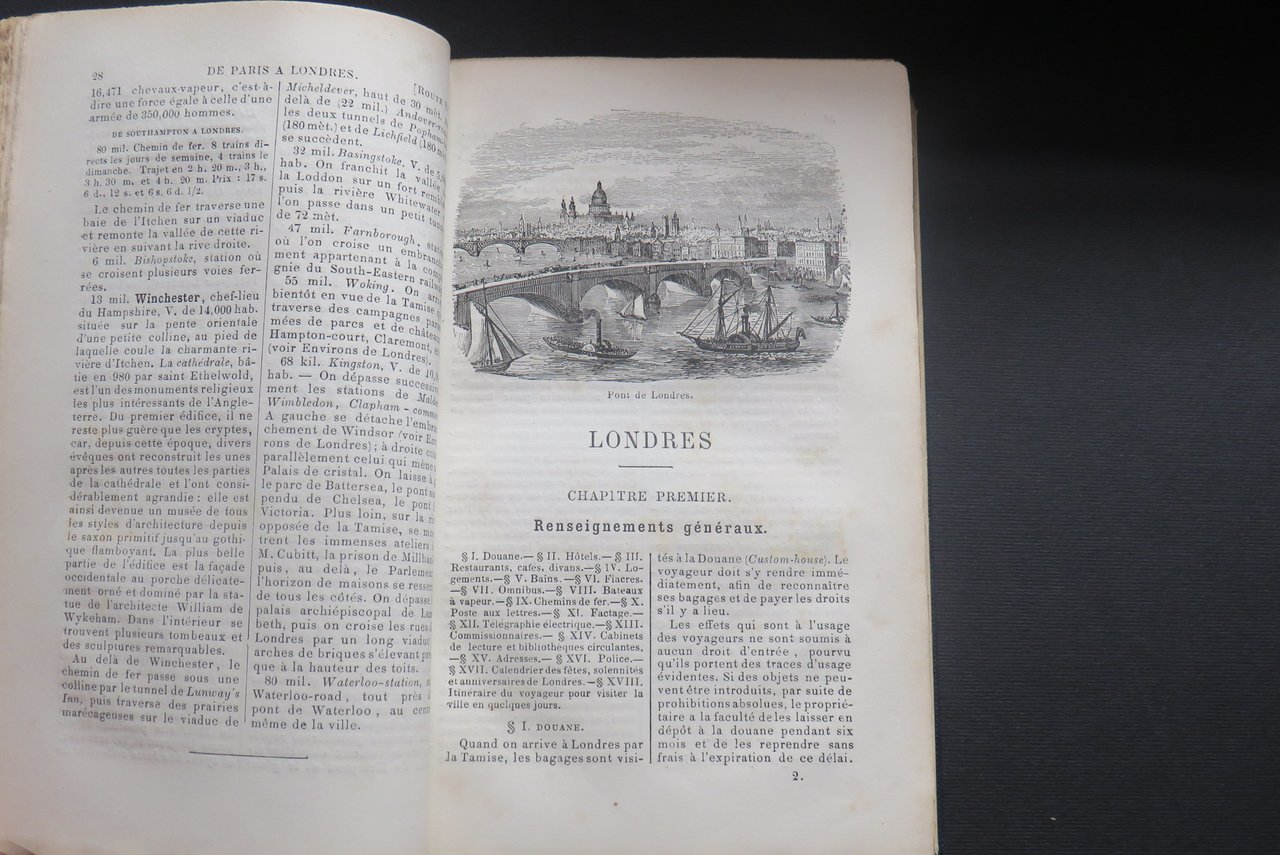 28
DE PARIS A LONDRES.
16,471 chevaux-vapeur, c'est-à-
dire une force égale à celle d'une
armée de 350,000 hommes.
DE SOUTHAMPTON A LONDRES.
80 mil. Chemin de fer. 8 trains di-
rects les jours de semaine, 4 trains le
dimanche. Trajet en 2 h. 20 m., 3 h.,
3 h. 30 m. et 4 h. 20 m. Prix : 17 s.
6 d., 12 s. et 6 s. 6 d. 1/2.
Le chemin de fer traverse une
baie de l'Itchen sur un viaduc
et remonte la vallée de cette ri-
vière en suivant la rive droite.
6 mil. Bishopstoke, station où
se croisent plusieurs voies fer-
rées.
13 mil. Winchester, chef-lieu
du Hampshire, V. de 14,000 hab.
située sur la pente orientale
d'une petite colline, au pied de
laquelle coule la charmante ri-
vière d'Itchen. La cathédrale, bâ-
tie en 980 par saint Ethelwold,
est l'un des monuments religieux
les plus intéressants de l'Angle-
terre. Du premier édifice, il ne
reste plus guère que les cryptes,
car, depuis cette époque, divers
évêques ont reconstruit les unes
après les autres toutes les parties
de la cathédrale et l'ont consi-
dérablement agrandie : elle est
ainsi devenue un musée de tous
les styles d'architecture depuis
le saxon primitif jusqu'au gothi-
que flamboyant. La plus belle
partie de l'édifice est la façade
occidentale au porche délicate-
ment orné et dominé par la sta-
tue de l'architecte William de
Wykeham. Dans l'intérieur se
trouvent plusieurs tombeaux et
des sculptures remarquables.
Au delà de Winchester, le
chemin de fer passe sous une
colline par le tunnel de Lunway's
Inn, puis traverse des prairies
marécageuses sur le viaduc de
Micheldever, haut de 30 mèt.
delà de (22 mil.)
les deux tunnels de
(180 mèt.) et de Lichfield (180 mèt.
se succèdent.
32 mil. Basingstoke, V. de
hab. On franchit la vallée
la Loddon sur un fort
puis la rivière Whitewater
l'on passe dans un petit
de 72 mèt.
47 mil. Farnborough,
où l'on croise un
ment appartenant à la
gnie du South-Eastern
55 mil. Woking. On
bientôt en vue de la Tamise
traverse des campagnes
mées de parcs et de
Hampton-court, Claremont,
(voir Environs de Londres).
68 kil. Kingston, V. de
hab. — On dépasse
ment les stations de
Wimbledon, Clapham-
A gauche se détache
chement de Windsor (voir
rons de Londres) ; à droite
parallèlement celui qui mène
Palais de cristal. On laisse
le parc de Battersea, le pont
pendu de Chelsea, le pont
Victoria. Plus loin, sur la
opposée de la Tamise, se
trent les immenses ateliers
M. Cubitt, la prison de
puis, au delà, le
l'horizon de maisons se
de tous les côtés. On dépasse
palais archiépiscopal de
beth, puis on croise les rues
Londres par un long viaduc
arches de briques s'élevant
que à la hauteur des toits.
80 mil. Waterloo-station,
Waterloo-road, tout près
pont de Waterloo, au
même de la ville.
Pont de Londres.
LONDRES
CHAPITRE PREMIER.
Renseignements généraux.
§ I. Douane.— § II. Hôtels.— § III.
Restaurants, cafés, divans.— § IV. Lo-
gements.—§ V. Bains.—§ VI. Fiacres.
—§ VII. Omnibus.—§ VIII. Bateaux
à vapeur.—§ IX. Chemins de fer.—§ X.
Poste aux lettres.—§ XI. Factage.—
§ XII. Télégraphie électrique.—§ XIII.
Commissionnaires.— § XIV. Cabinets
de lecture et bibliothèques circulantes.
—§ XV. Adresses.— § XVI. Police.—
§ XVII. Calendrier des fêtes, solennités
et anniversaires de Londres.—§ XVIII.
Itinéraire du voyageur pour visiter la
ville en quelques jours.
§ I. DOUANE.
Quand on arrive à Londres par
la Tamise, les bagages sont visi-
tés à la Douane (Custom-house). Le
voyageur doit s'y rendre immé-
diatement, afin de reconnaître
ses bagages et de payer les droits
s'il y a lieu.
Les effets qui sont à l'usage
des voyageurs ne sont soumis à
aucun droit d'entrée, pourvu
qu'ils portent des traces d'usage
évidentes. Si des objets ne peu-
vent être introduits, par suite de
prohibitions absolues, le proprié-
taire a la faculté de les laisser en
dépôt à la douane pendant six
mois et de les reprendre sans
frais à l'expiration de ce délai.
2.